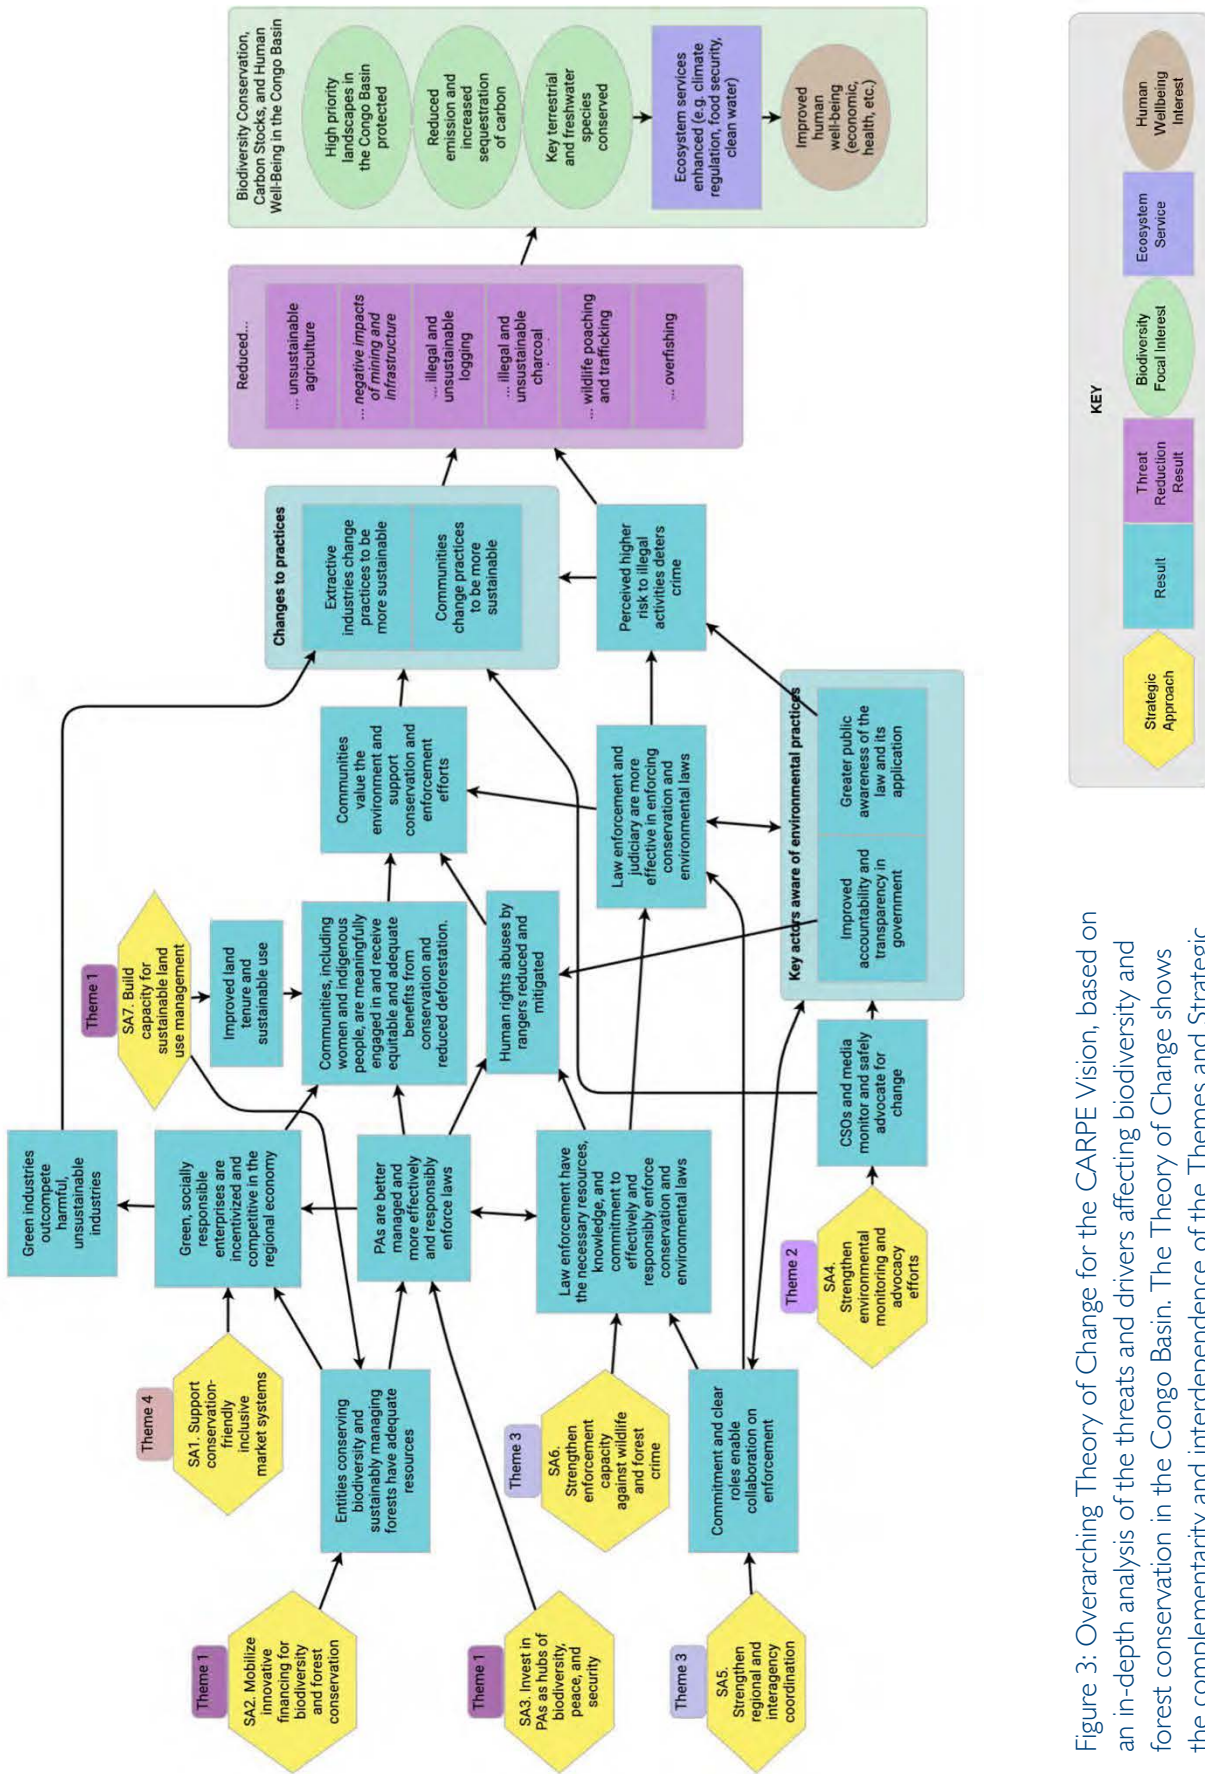 Theme 1
SA2. Mobilize
innovative
financing for
biodiversity
and forest
conservation
Theme 1
SA3. Invest in
PAs as hubs of
biodiversity,
peace, and
security
Theme 3
SA5.
Strengthen
regional and
interagency
coordination
Theme 4
SA1. Support
conservation-
friendly
inclusive
market systems
Entities conserving
biodiversity and
sustainably managing
forests have adequate
resources
Theme 3
SA6.
Strengthen
enforcement
capacity
against wildlife
and forest
crime
Commitment and clear
roles enable
collaboration on
enforcement
Green industries
outcompete
harmful,
unsustainable
industries
Green, socially
responsible
enterprises are
incentivized and
competitive in the
regional economy
PAs are better
managed and
more effectively
and responsibly
enforce laws
Law enforcement have
the necessary resources,
knowledge, and
commitment to
effectively and
responsibly enforce
conservation and
environmental laws
Theme 2
SA4.
Strengthen
environmental
monitoring and
advocacy
efforts
Theme 1
SA7. Build
capacity for
sustainable land
use management
Improved land
tenure and
sustainable use
Communities, including
women and indigenous
people, are meaningfully
engaged in and receive
equitable and adequate
benefits from
conservation and
reduced deforestation.
Human rights abuses by
rangers reduced and
mitigated
CSOs and media
monitor and safely
advocate for
change
Communities
value the
environment and
support
conservation and
enforcement
efforts
Law enforcement and
judiciary are more
effective in enforcing
conservation and
environmental laws
Key actors aware of environmental practices
Improved
accountability and
transparency in
government
Greater public
awareness of the
law and its
application
Changes to practices
Extractive
industries change
practices to be
more sustainable
Communities
change practices
to be more
sustainable
Perceived higher
risk to illegal
activities deters
crime
Reduced...
... unsustainable
agriculture
... negative impacts
of mining and
infrastructure
... illegal and
unsustainable
logging
... illegal and
unsustainable
charcoal
... wildlife poaching
and trafficking
... overfishing
Biodiversity Conservation,
Carbon Stocks, and Human
Well-Being in the Congo Basin
High priority
landscapes in
the Congo Basin
protected
Reduced
emission and
increased
sequestration
of carbon
Key terrestrial
and freshwater
species
conserved
Ecosystem services
enhanced (e.g. climate
regulation, food security,
clean water)
Improved
human
well-being
(economic,
health, etc.)
KEY
Strategic
Approach
Result
Threat
Reduction
Result
Biodiversity
Focal Interest
Ecosystem
Service
Human
Wellbeing
Interest
Figure 3: Overarching Theory of Change for the CARPE Vision, based on
an in-depth analysis of the threats and drivers affecting biodiversity and
forest conservation in the Congo Basin. The Theory of Change shows
the complementarity and interdependence of the Themes and Strategic